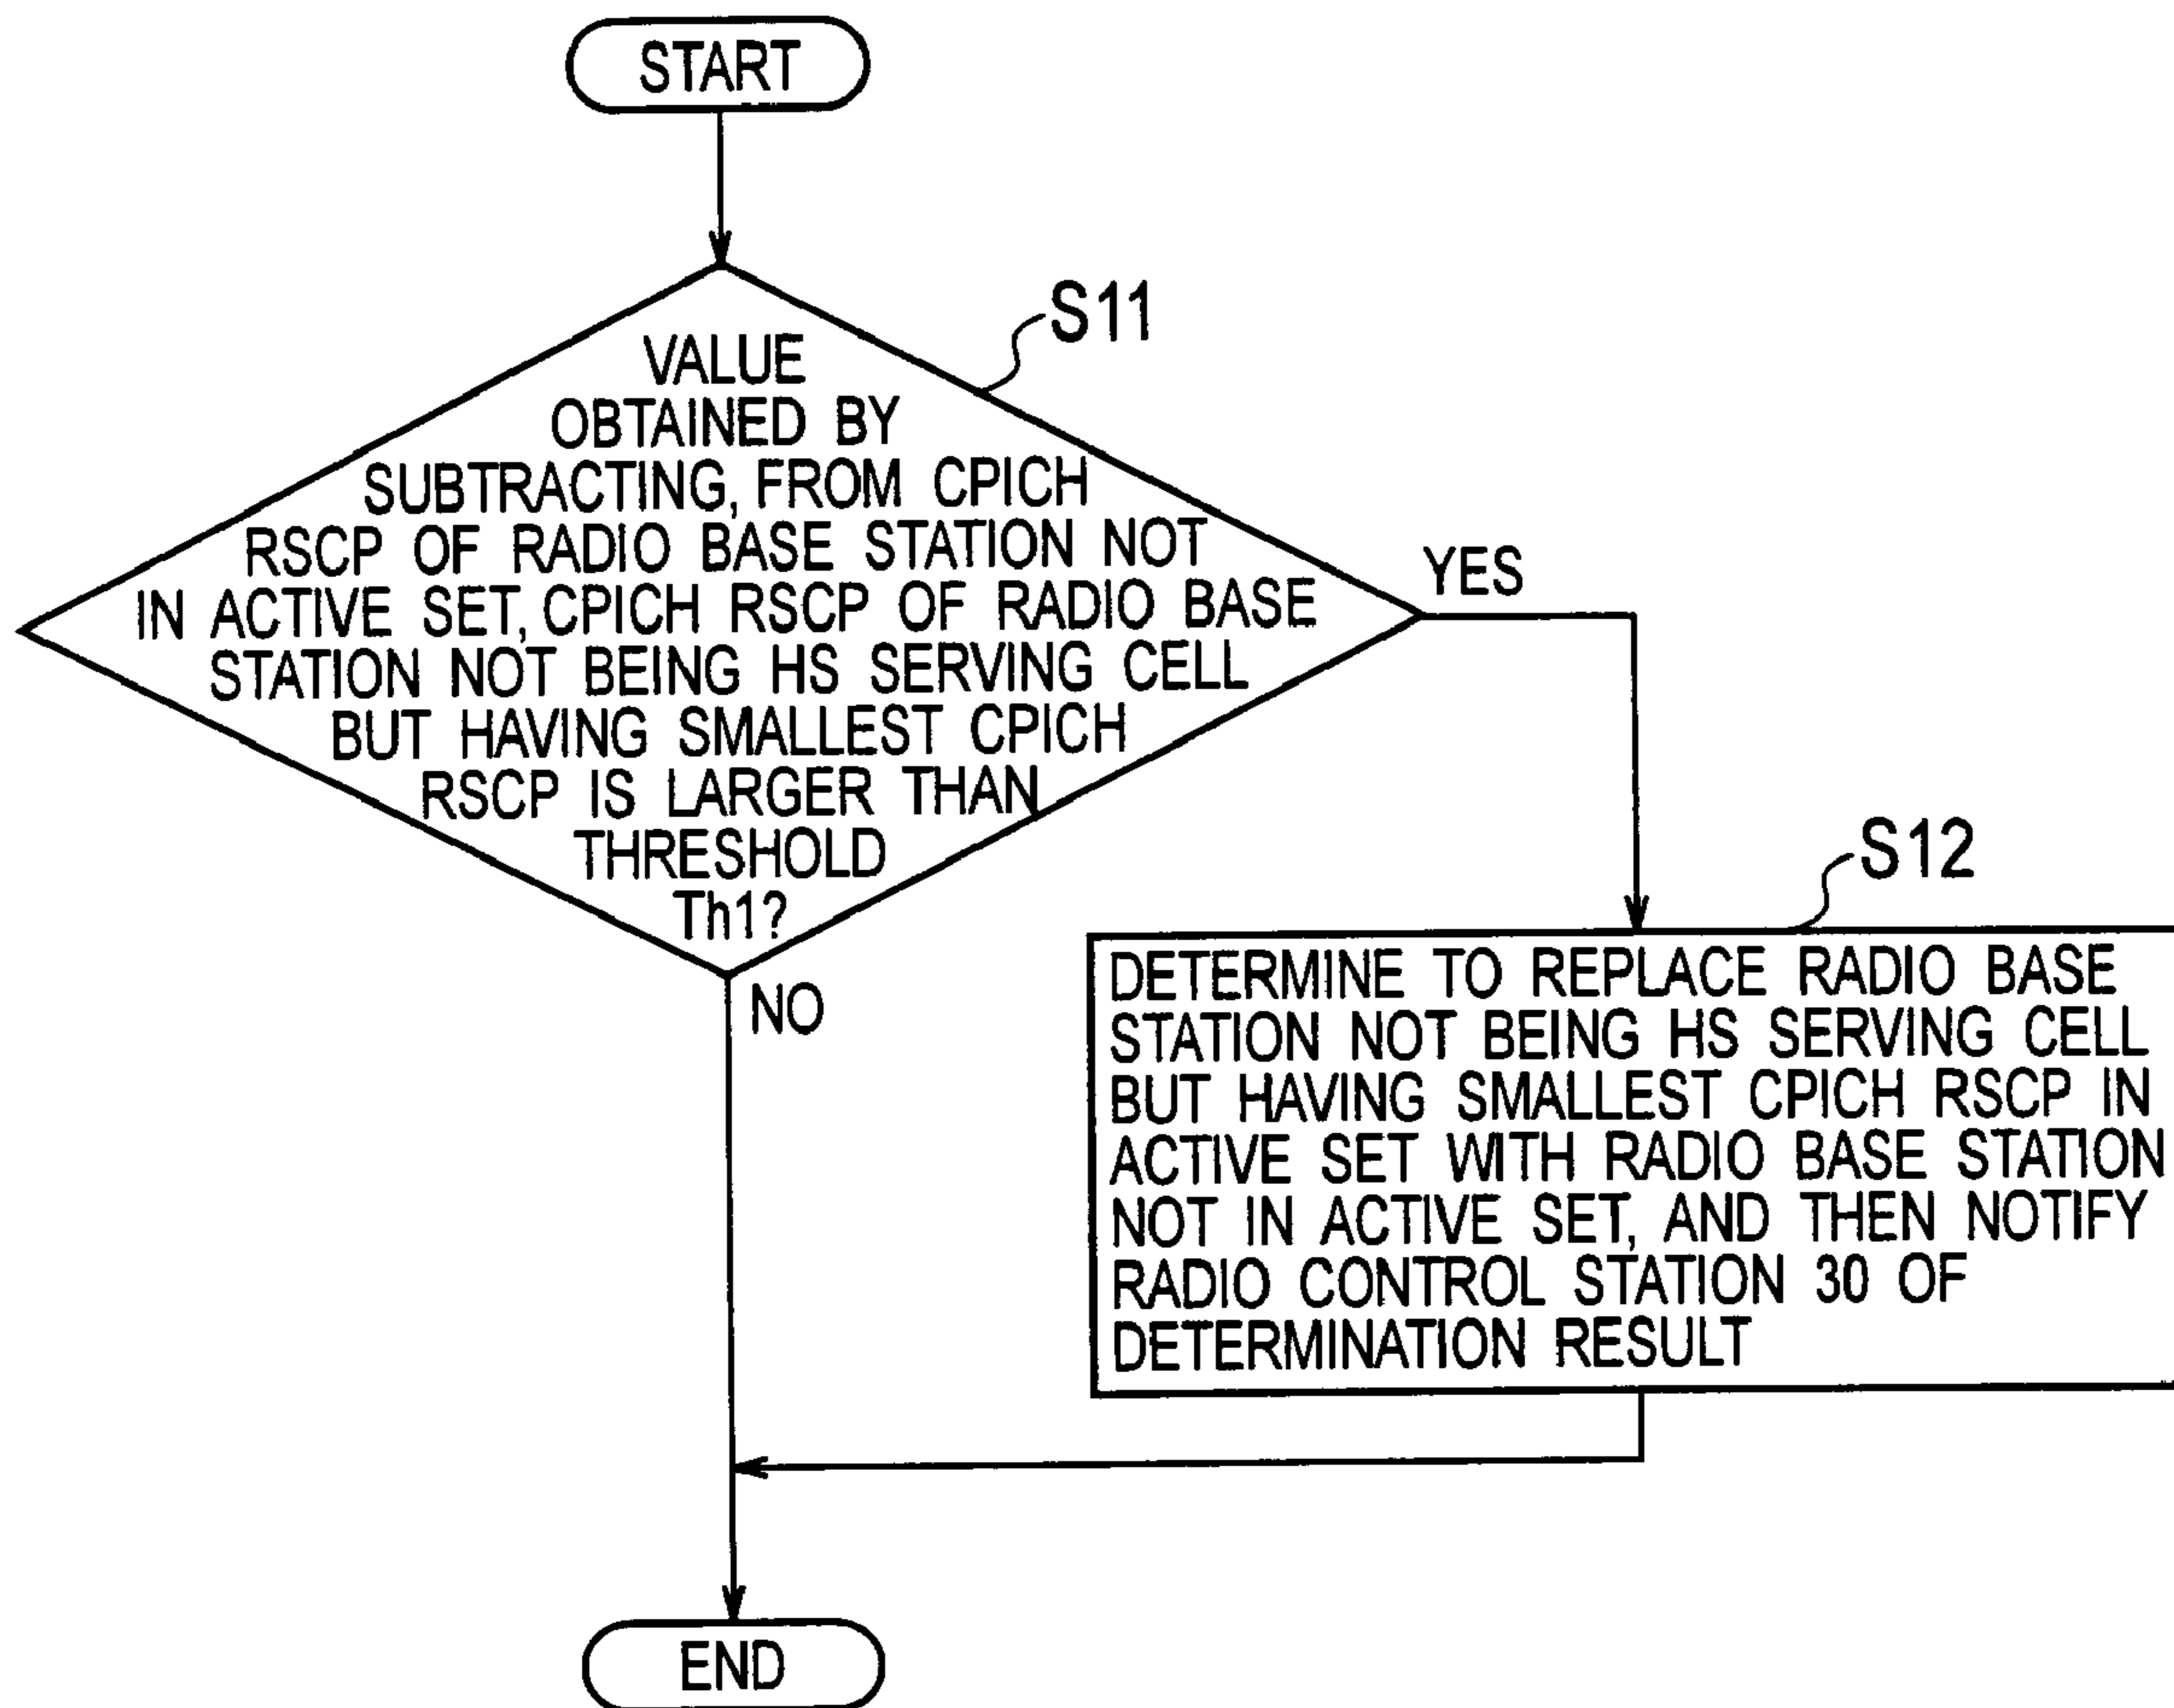 START
S11
VALUE
OBTAINED BY
SUBTRACTING, FROM CPICH
RSCP OF RADIO BASE STATION NOT
IN ACTIVE SET, CPICH RSCP OF RADIO BASE
STATION NOT BEING HS SERVING CELL
BUT HAVING SMALLEST CPICH
RSCP IS LARGER THAN
THRESHOLD
Th1?
YES
NO
S12
DETERMINE TO REPLACE RADIO BASE
STATION NOT BEING HS SERVING CELL
BUT HAVING SMALLEST CPICH RSCP IN
ACTIVE SET WITH RADIO BASE STATION
NOT IN ACTIVE SET, AND THEN NOTIFY
RADIO CONTROL STATION 30 OF
DETERMINATION RESULT
END